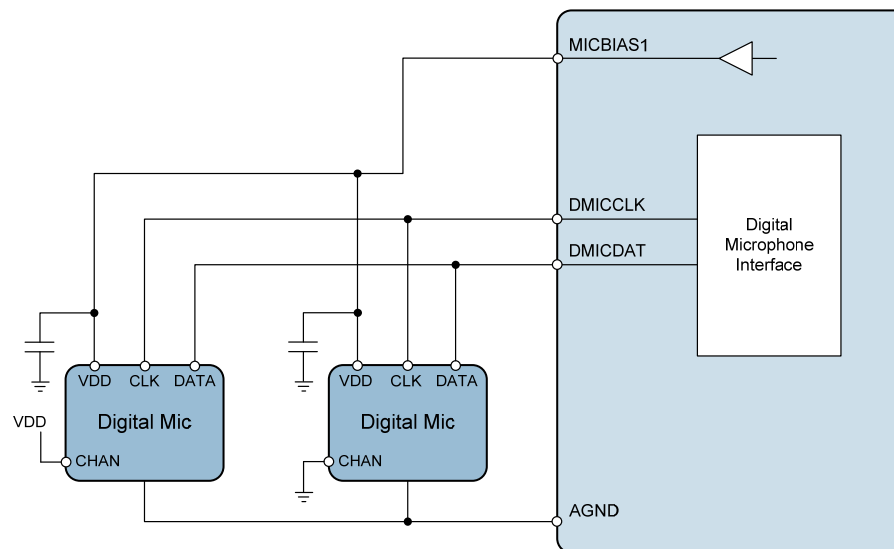 MICBIAS1
DMICCLK
DMICDAT
Digital
Microphone
Interface
VDD CLK DATA
Digital Mic
VDD
CHAN
VDD CLK DATA
Digital Mic
CHAN
AGND